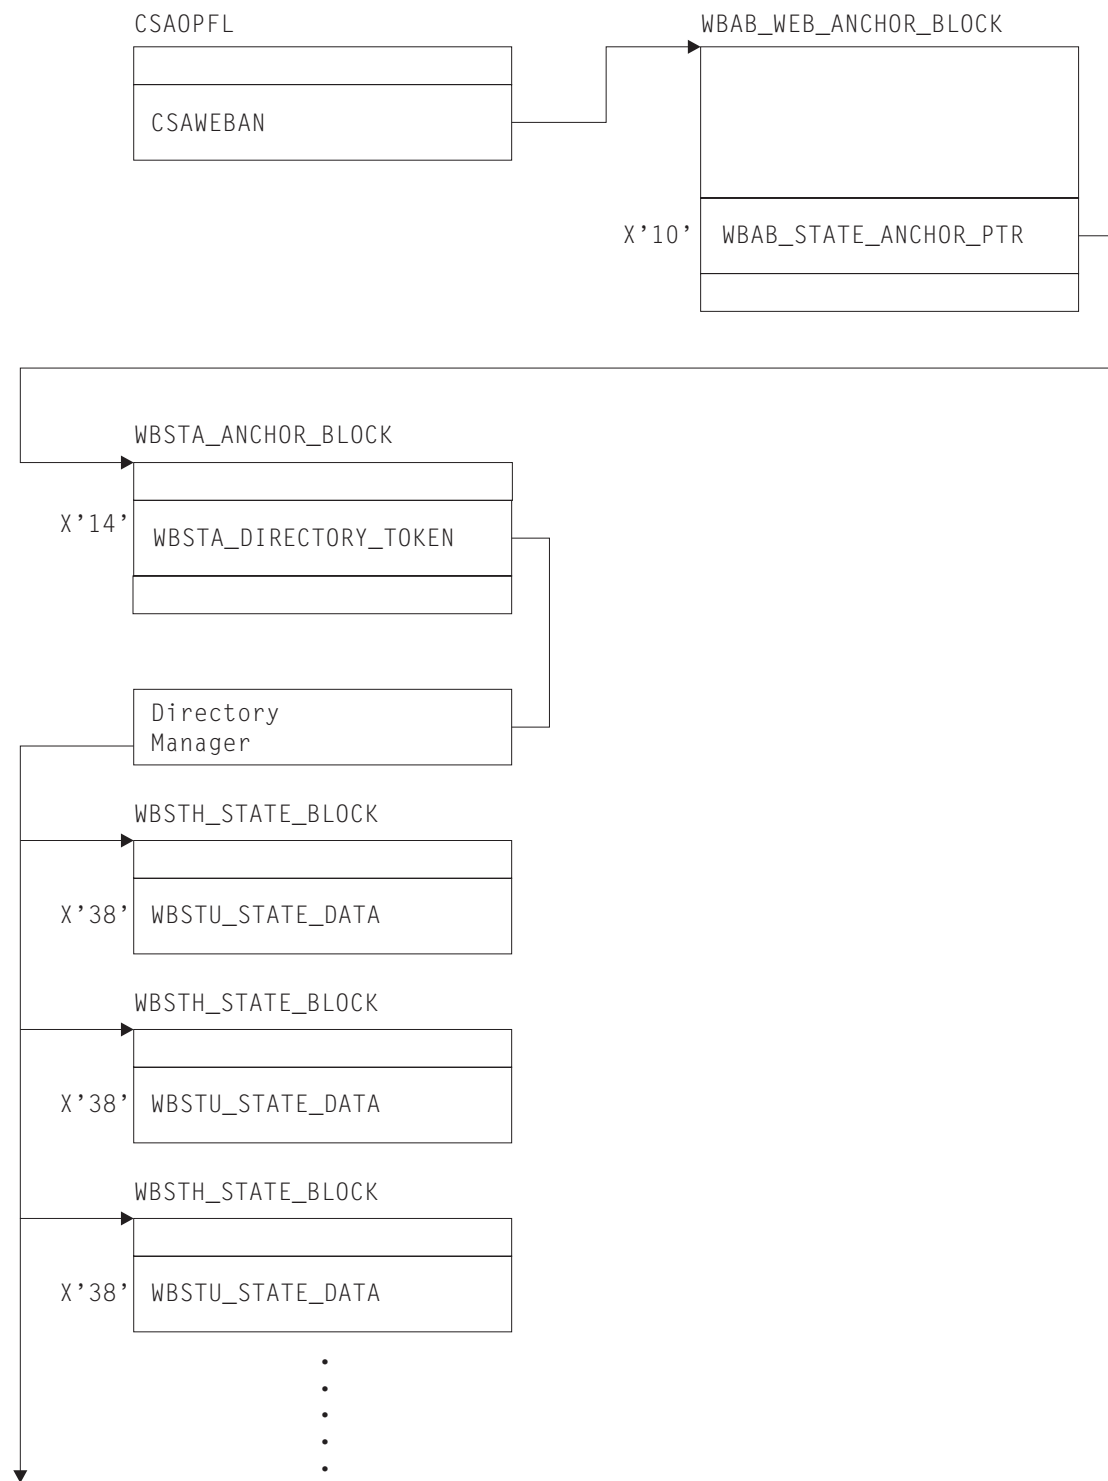 CSAOPFL
WBAB_WEB_ANCHOR_BLOCK
CSAWEBAN
X’10’ WBAB_STATE_ANCHOR_PTR
WBSTA_ANCHOR_BLOCK
X’14’ WBSTA_DIRECTORY_TOKEN
Directory
Manager
WBSTH_STATE_BLOCK
X’38’ WBSTU_STATE_DATA
WBSTH_STATE_BLOCK
X’38’ WBSTU_STATE_DATA
WBSTH_STATE_BLOCK
X’38’ WBSTU_STATE_DATA